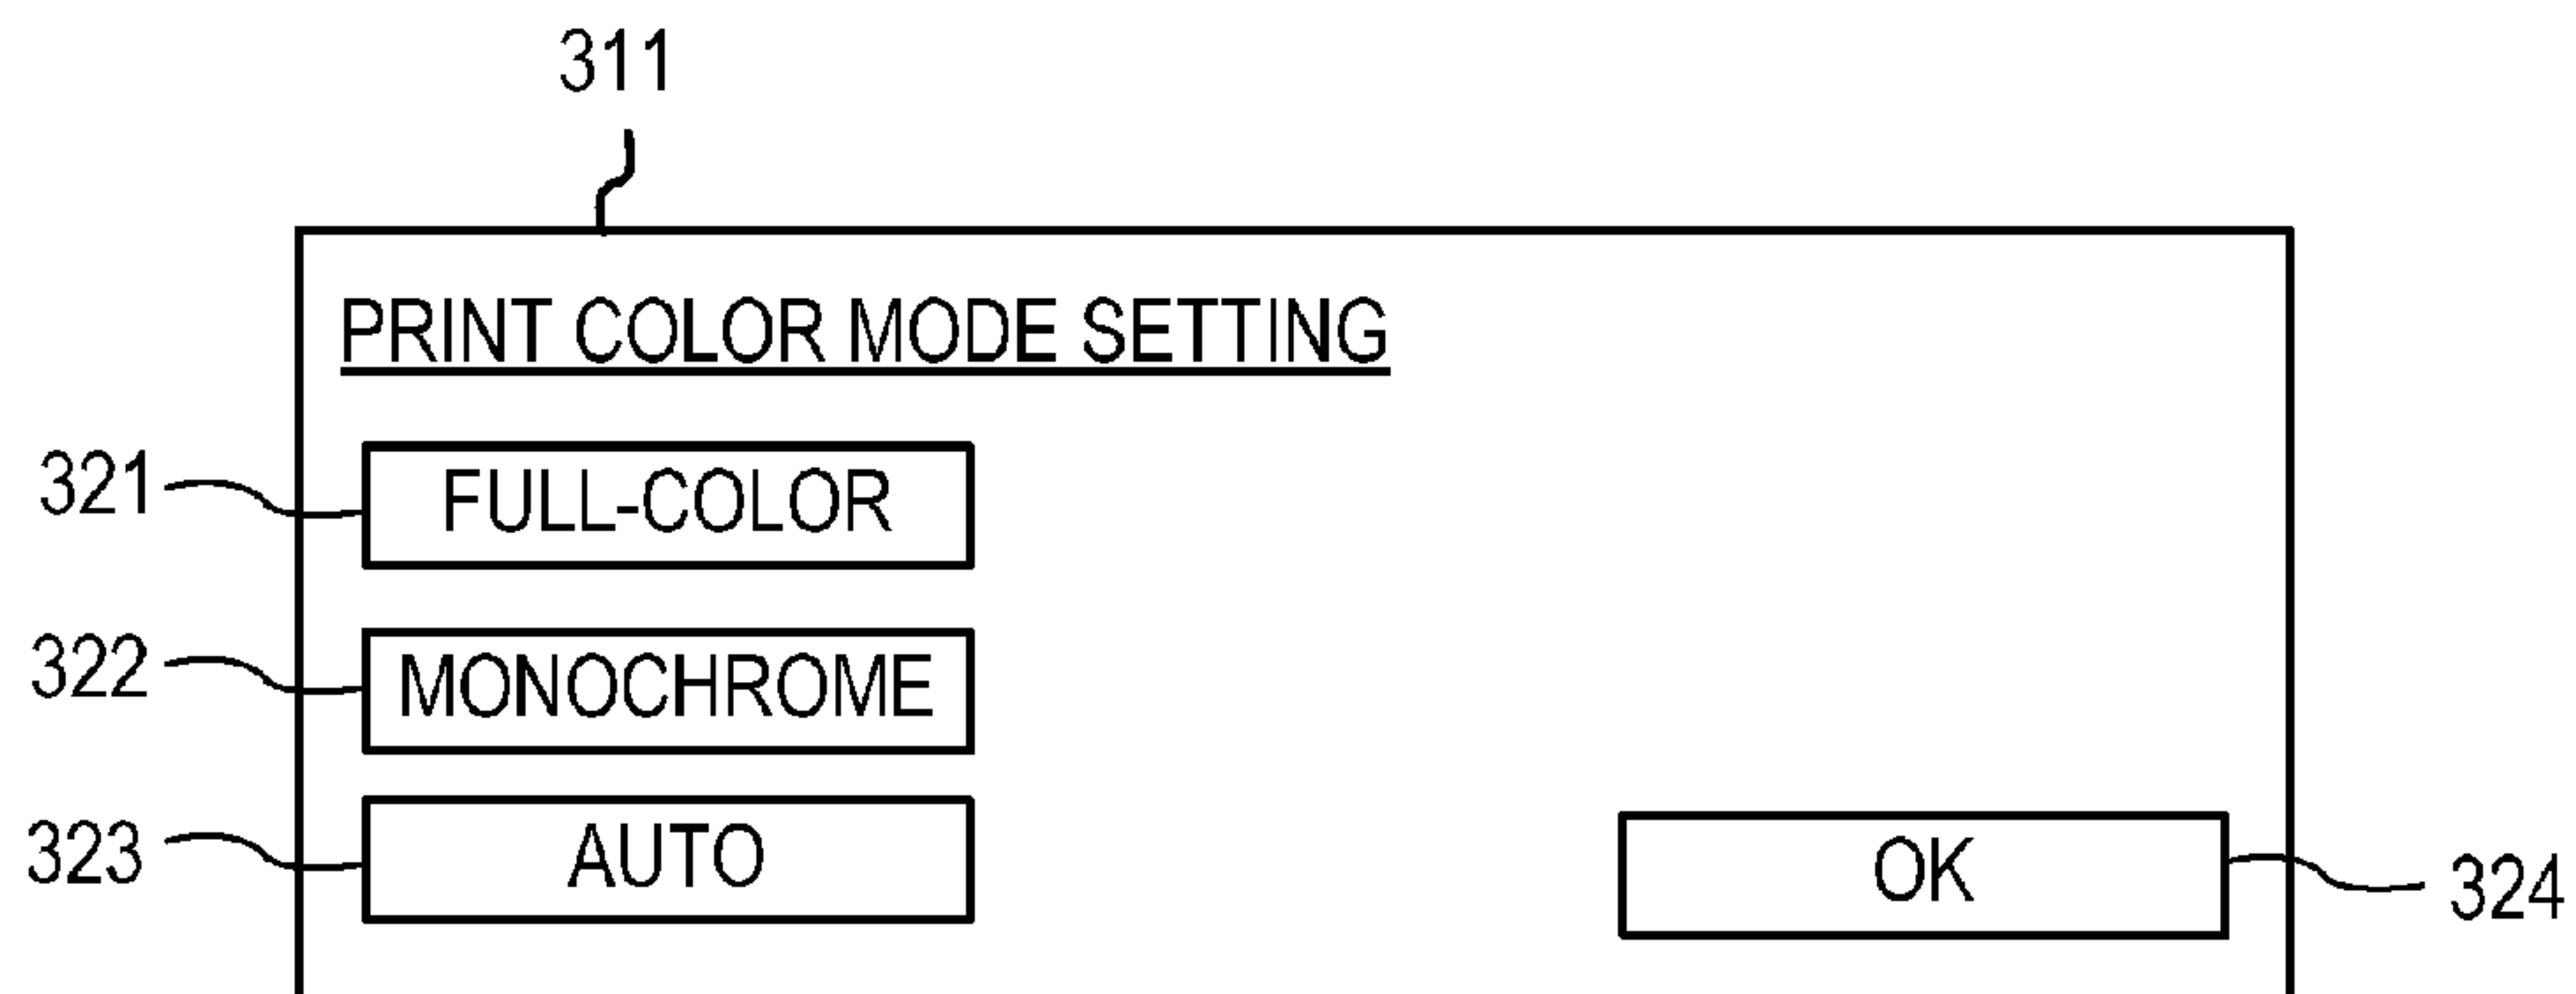 311
PRINT COLOR MODE SETTING
321 FULL-COLOR
322 MONOCHROME
323 AUTO
OK 324